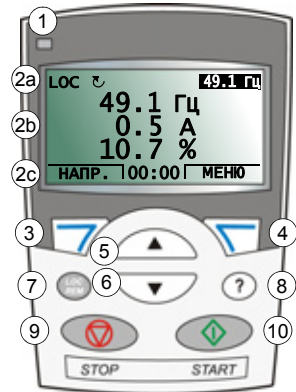 1
2a
LOC 49.1 Гц
49.1 Гц
2b
0.5 A
10.7 %
2c
НАПР. 00:00 МЕНЮ
3
4
5
6
7
LOC
REM
?
8
9
10
STOP START